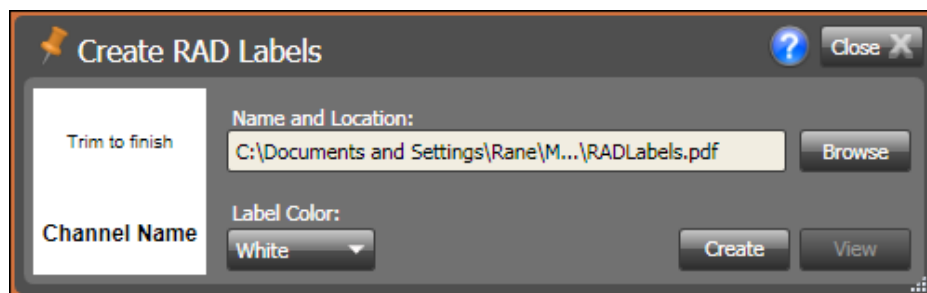 Create RAD Labels
?
Close X
Trim to finish
Channel Name
Name and Location:
C:\Documents and Settings\Rane\M...\RADLabels.pdf
Browse
Label Color:
White
Create
View